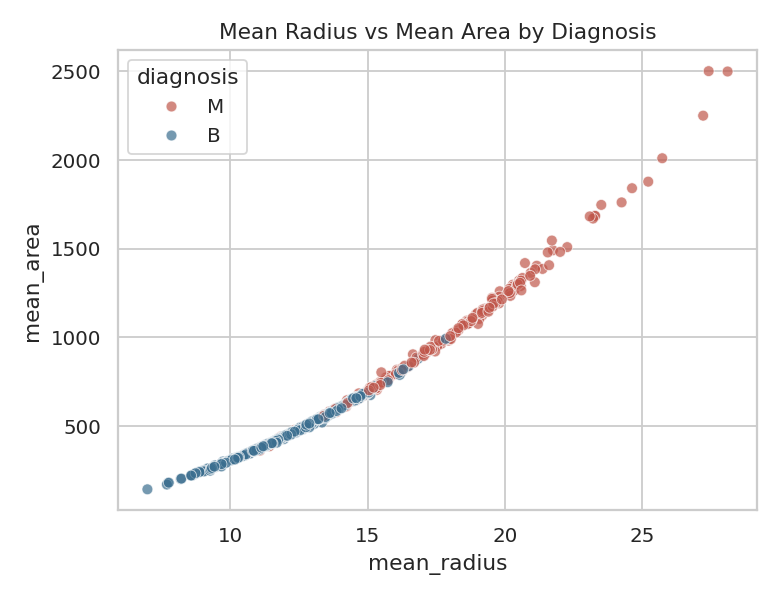 Mean Radius vs Mean Area by Diagnosis
diagnosis
M
B
mean_area
2500
2000
1500
1000
500
10 15 20 25
mean_radius